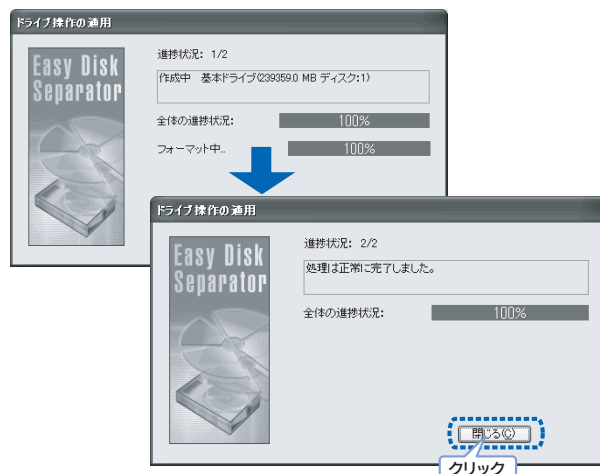 ドライブ操作の適用
Easy Disk
Separator
進捗状況: 1/2
作成中 基本ドライブ(239359.0 MB ディスク:1)
全体の進捗状況: 100%
フォーマット中.. 100%
ドライブ操作の適用
Easy Disk
Separator
進捗状況: 2/2
処理は正常に完了しました。
全体の進捗状況: 100%
閉じる(C)
クリック